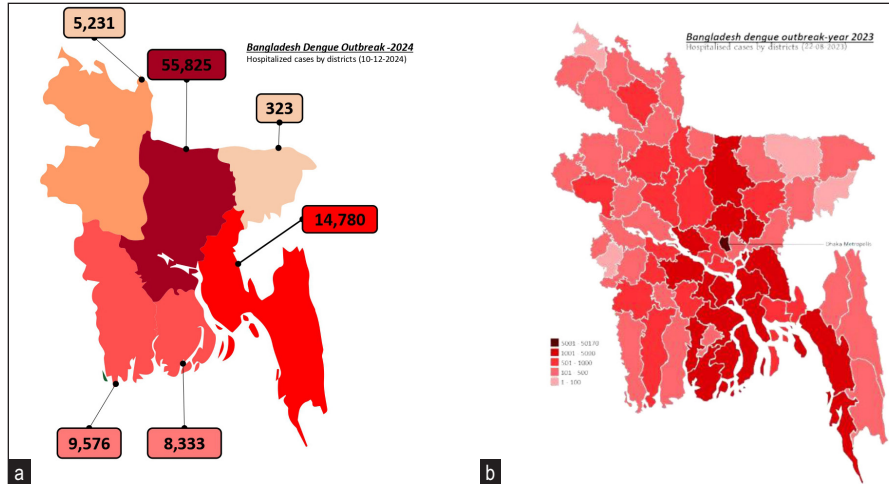 5,231
Bangladesh Dengue Outbreak -2024
Hospitalized cases by districts (10-12-2024)
55,825
323
14,780
9,576
8,333
a
Bangladesh dengue outbreak-year 2023
Hospitalised cases by districts (22-08-2023)
Dhaka Metropolis
5001 - 50170
1001 - 5000
501 - 1000
101 - 500
1 - 100
b